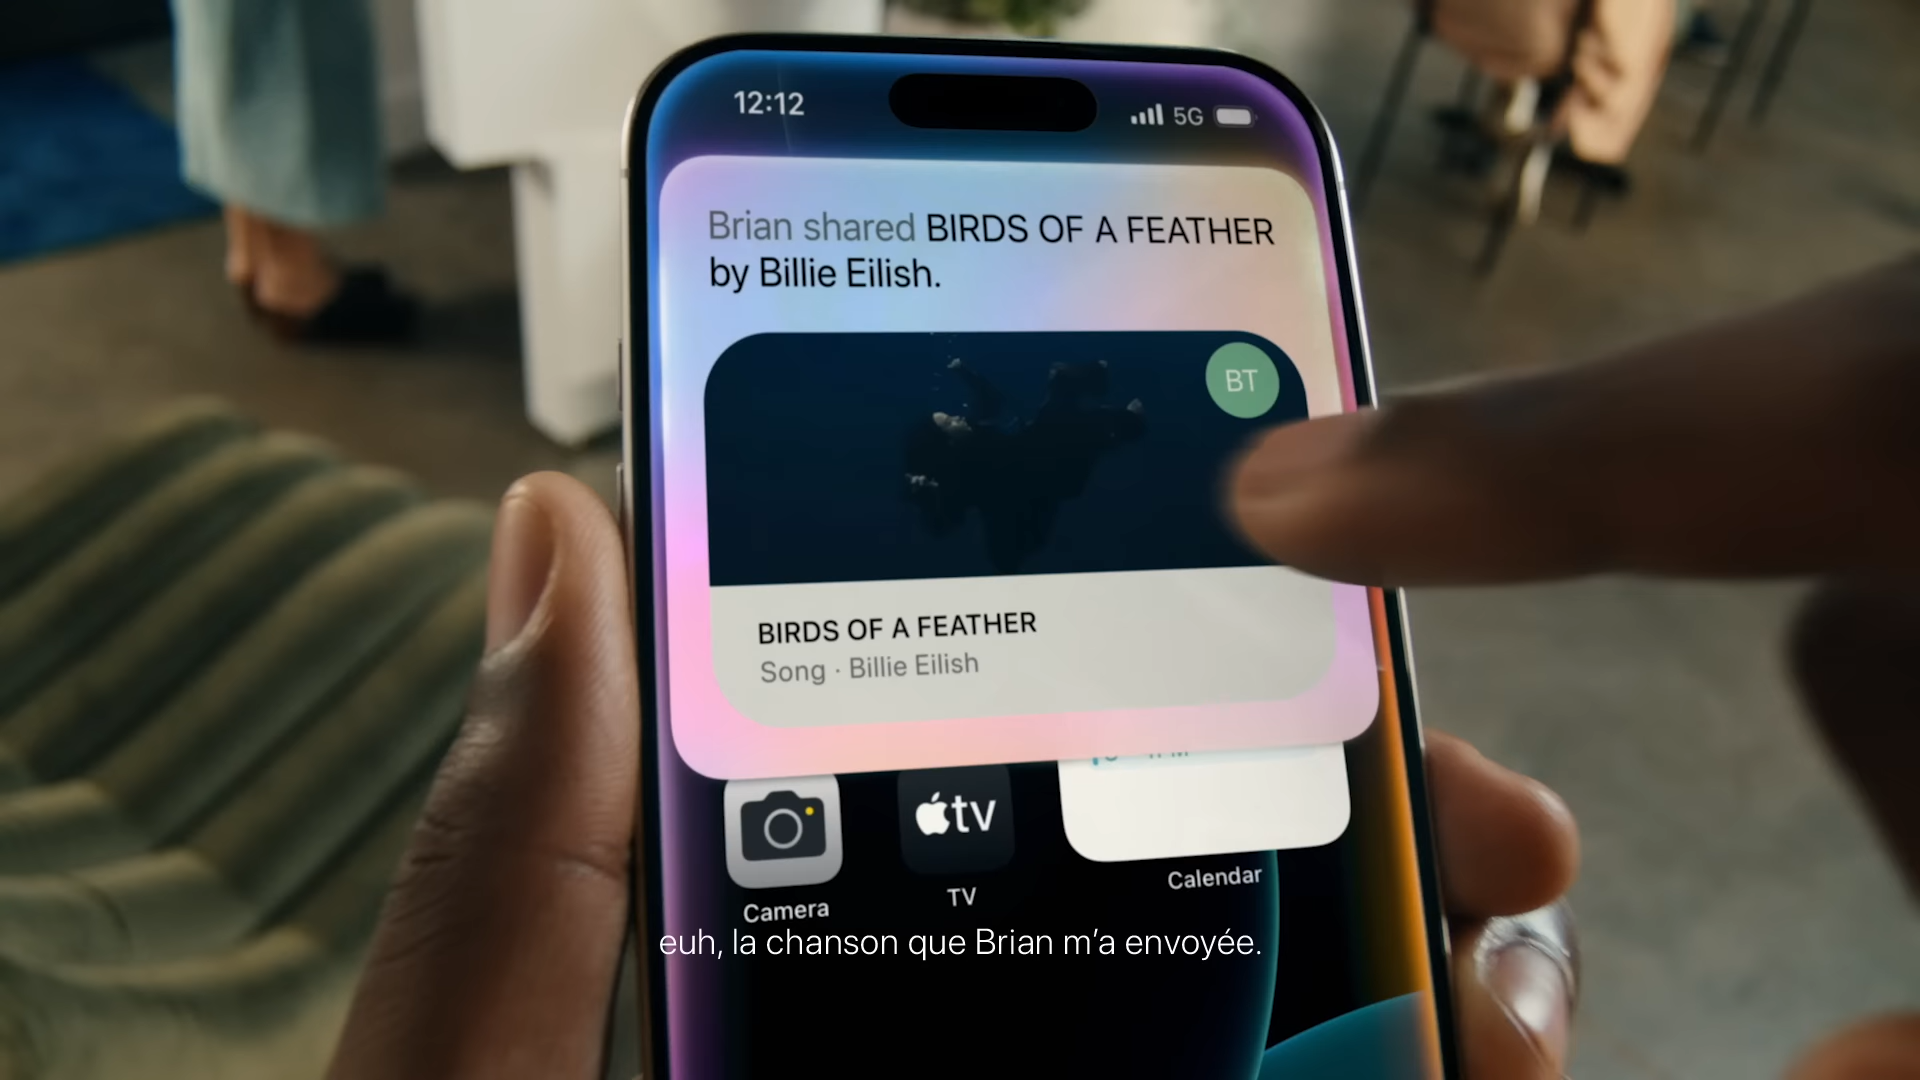 12:12
5G
Brian shared BIRDS OF A FEATHER
by Billie Eilish.
BT
BIRDS OF A FEATHER
Song · Billie Eilish
tv
Camera
TV
Calendar
euh, la chanson que Brian m’a envoyée.